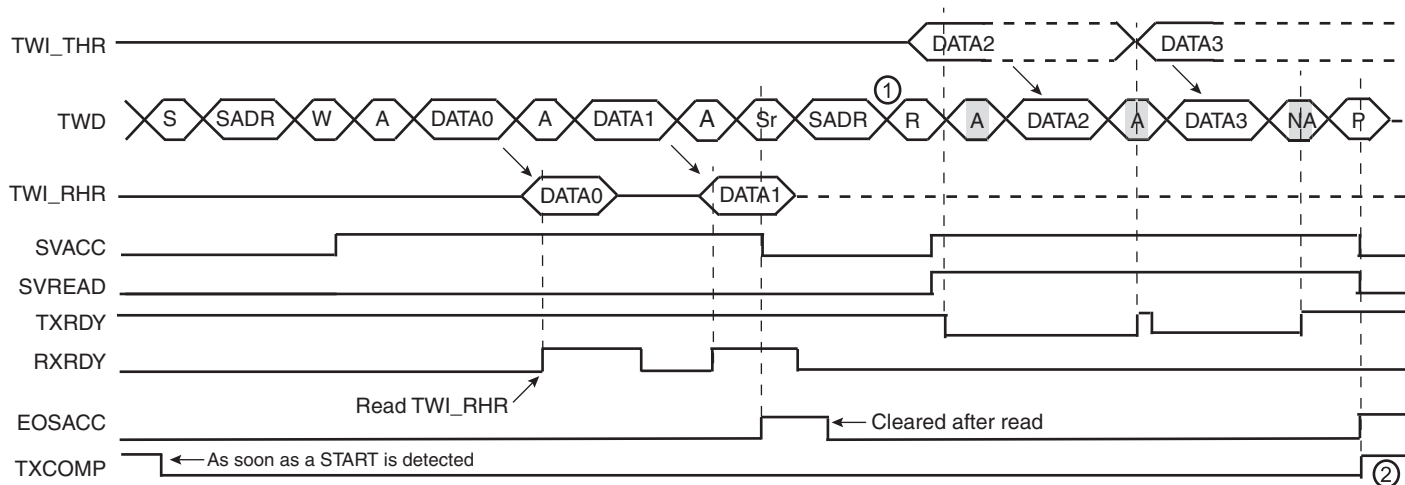 TWI_THR DATA2 DATA3
1
TWD S SADR W A DATA0 A DATA1 A Sr SADR R A DATA2 A DATA3 NA P
TWI_RHR DATA0 DATA1
SVACC
SVREAD
TXRDY
RXRDY
Read TWI_RHR
EOSACC Cleared after read
TXCOMP As soon as a START is detected 2